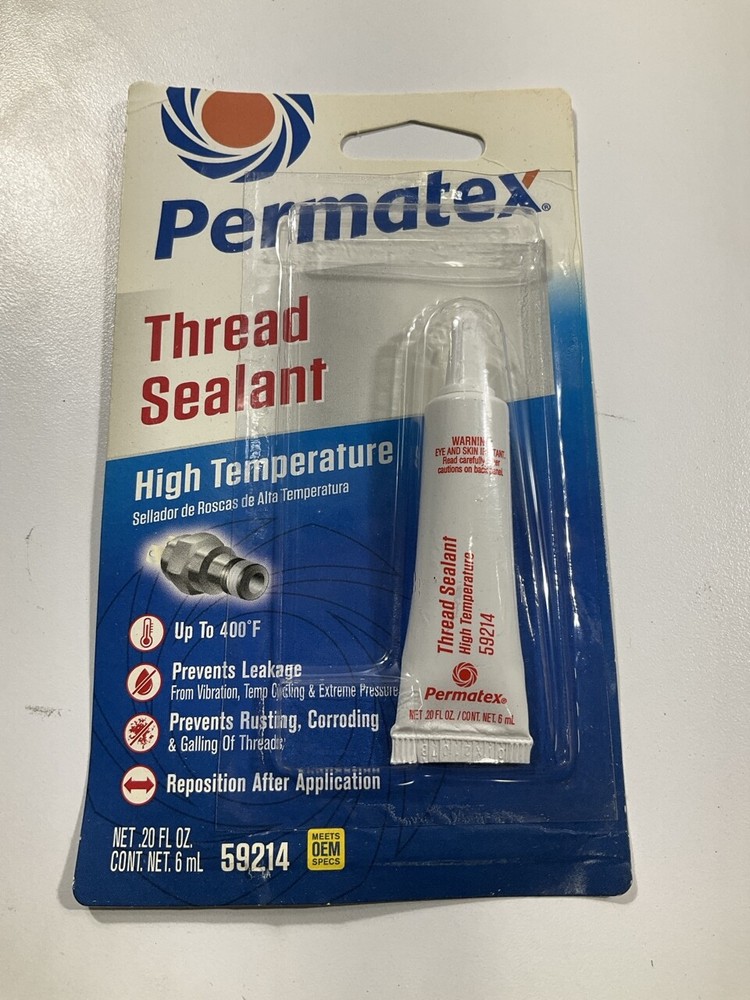 Permatex®
Thread
Sealant
High Temperature
Sellador de Roscas de Alta Temperatura
Up To 400°F
Prevents Leakage
From Vibration, Temp Cycling & Extreme Pressure
Prevents Rusting, Corroding
& Galling Of Threads
Reposition After Application
NET .20 FL OZ.
CONT. NET. 6 mL
59214
MEETS
OEM
SPECS
WARNING
EYE AND SKIN IRRITANT.
Read carefully other
cautions on back panel.
Thread Sealant
High Temperature
59214
Permatex®
NET .20 FL OZ. / CONT. NET. 6 mL